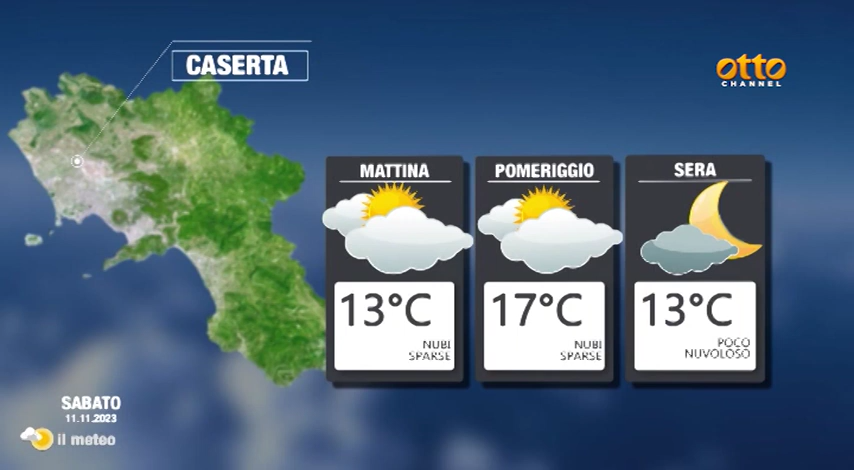 CASERTA
otto
CHANNEL
MATTINA
POMERIGGIO
SERA
13°C
NUBI
SPARSE
17°C
NUBI
SPARSE
13°C
POCO
NUVOLOSO
SABATO
11.11.2023
il meteo